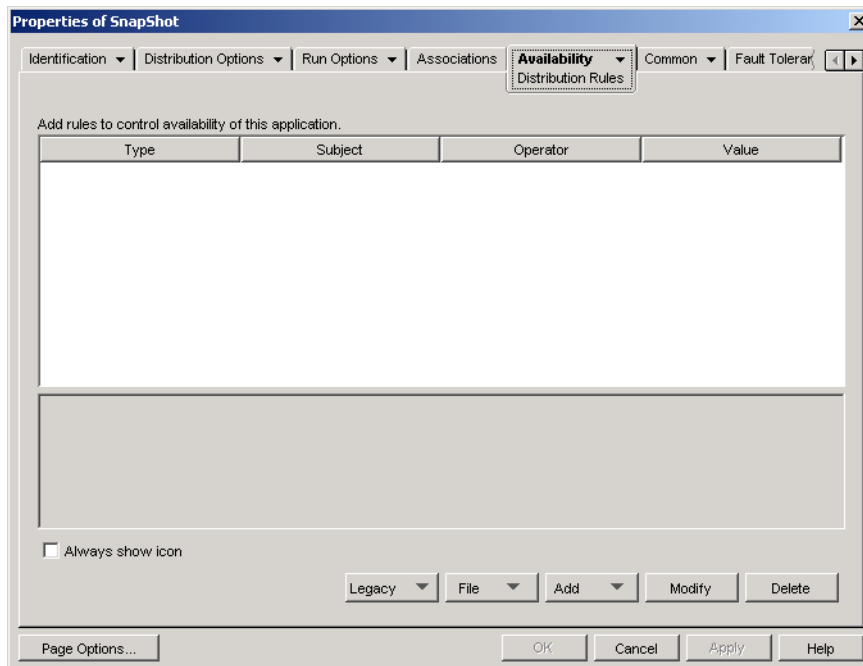 Properties of SnapShot
Identification Distribution Options Run Options Associations Availability Common Fault Toleran
Distribution Rules
Add rules to control availability of this application.
Type Subject Operator Value
Always show icon
Legacy File Add Modify Delete
Page Options... OK Cancel Apply Help